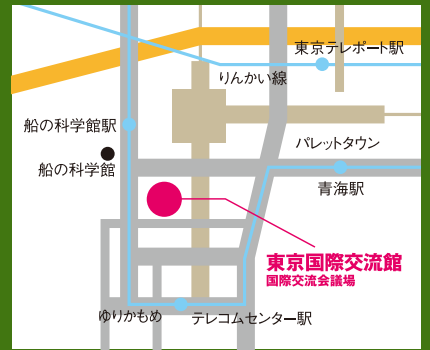 東京テレポート駅
りんかい線
船の科学館駅
パレットタウン
船の科学館
青海駅
東京国際交流館
国際交流会議場
ゆりかもめ
テレコムセンター駅